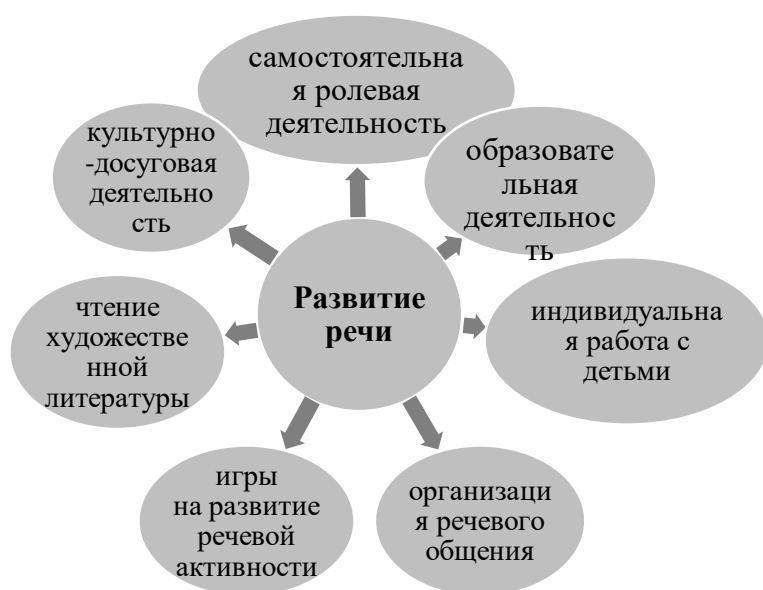 самостоятельна
я ролевая
деятельность
образовате
льная
деятельнос
ть
индивидуальна
я работа с
детьми
организаци
я речевого
общения
игры
на развитие
речевой
активности
чтение
художестве
нной
литературы
культурно
-досуговая
деятельно
сть
Развитие
речи